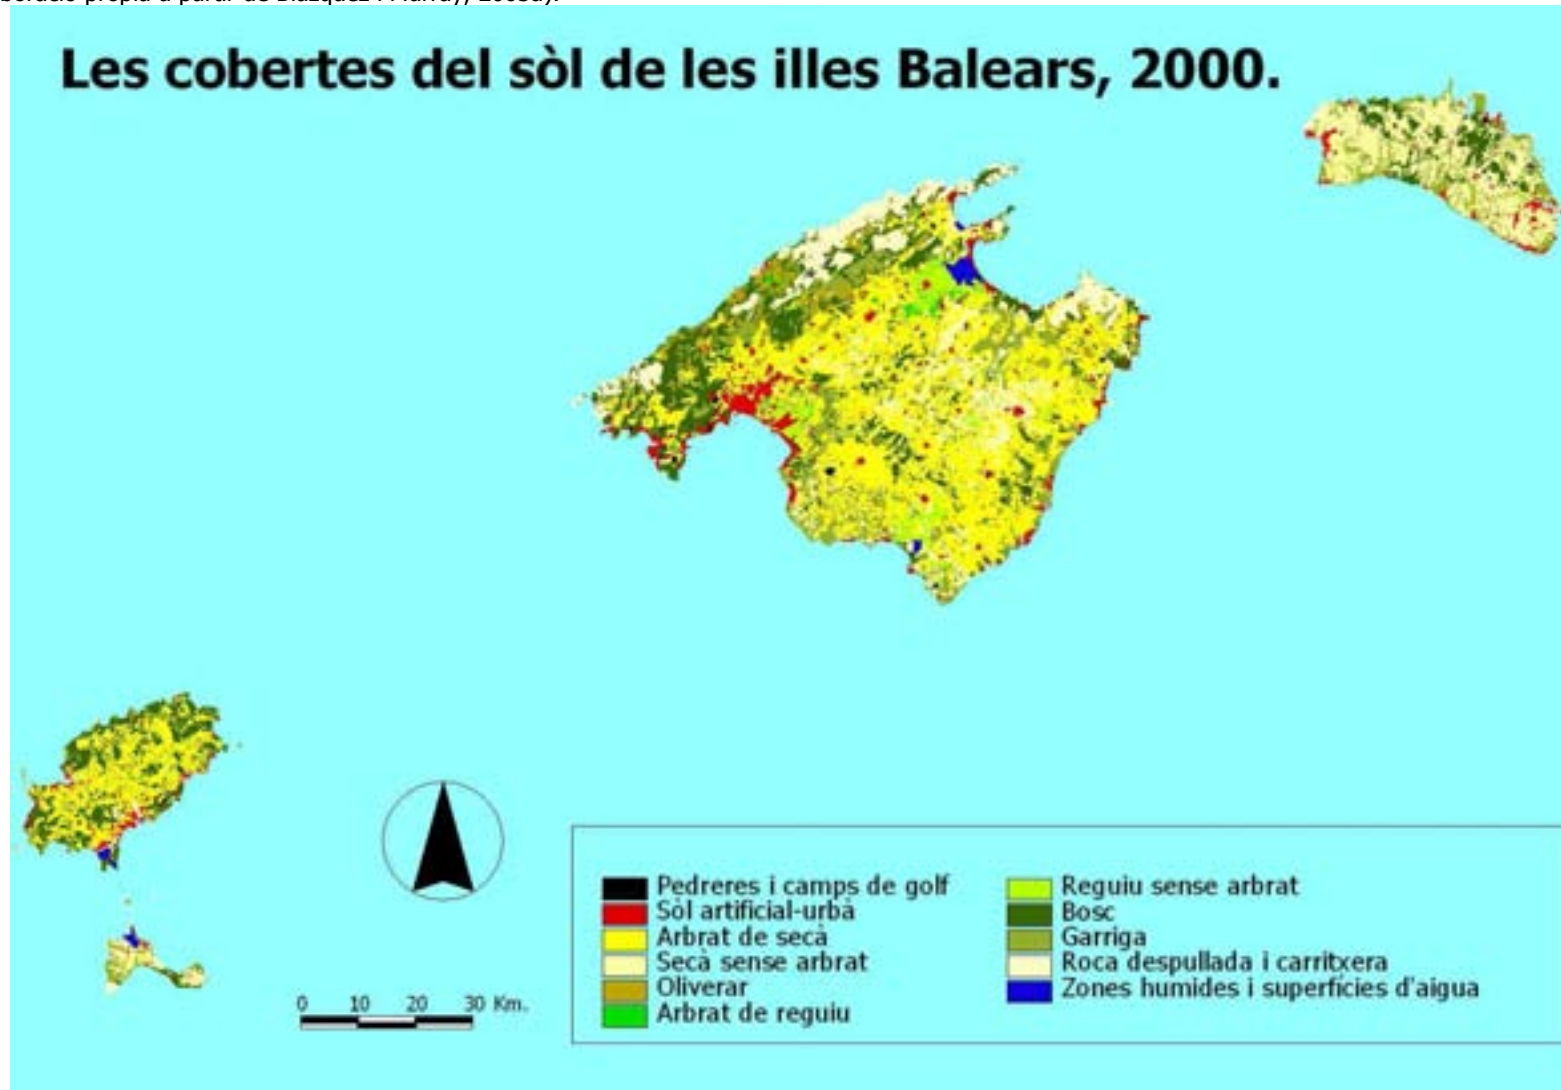 Les cobertes del sòl de les illes Balears, 2000.
0 10 20 30 Km.
Pedreres i camps de golf
Sòl artificial-urbà
Arbrat de secà
Secà sense arbrat
Oliverar
Arbrat de reguiu
Reguiu sense arbrat
Bosc
Garriga
Roca despullada i carritxera
Zones humides i superfícies d'aigua